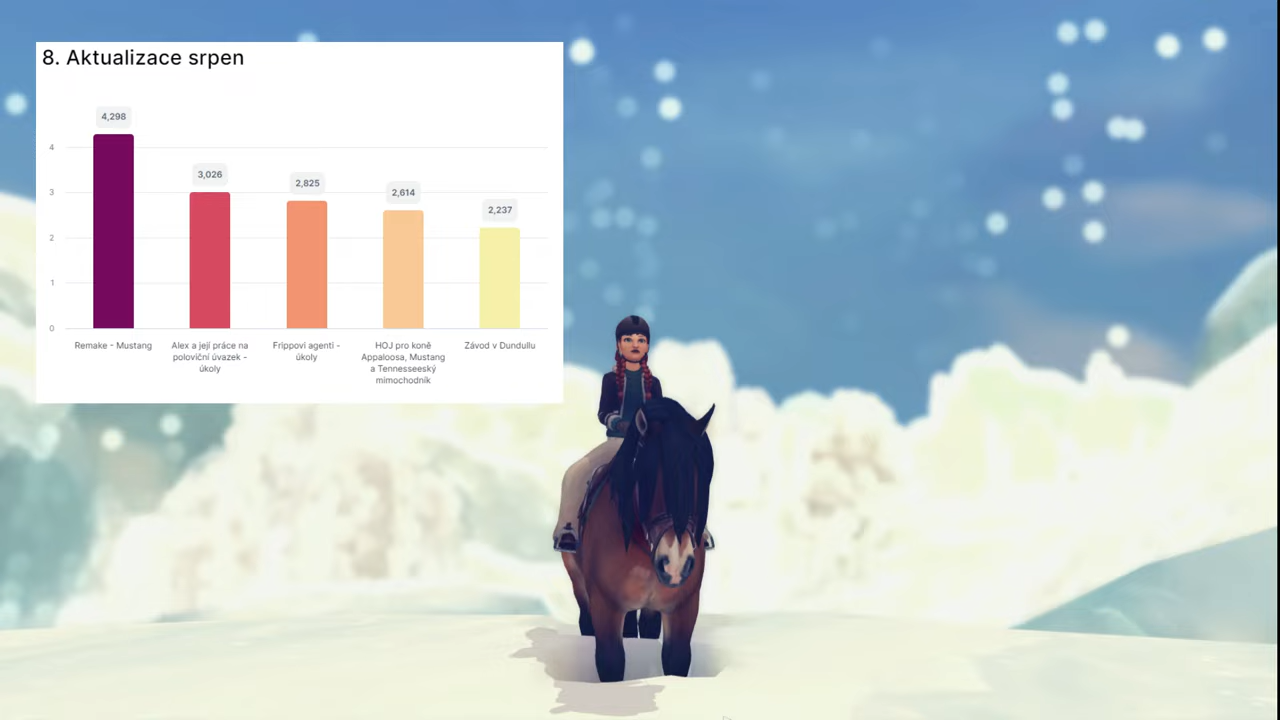 8. Aktualizace srpen
4,298
3,026
2,825
2,614
2,237
4
3
2
1
0
Remake - Mustang
Alex a její práce na
poloviční úvazek -
úkoly
Frippovi agenti -
úkoly
HOJ pro koně
Appaloosa, Mustang
a Tennesseeský
mimochodník
Závod v Dundullu